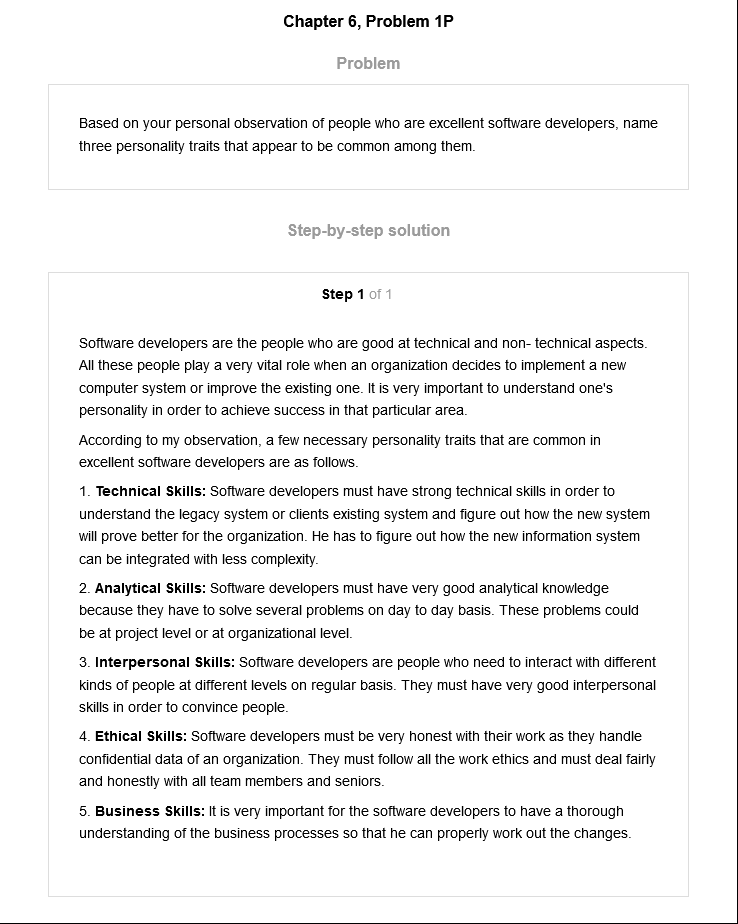 Chapter 6, Problem 1P
Problem
Based on your personal observation of people who are excellent software developers, name
three personality traits that appear to be common among them.
Step-by-step solution
Step 1 of 1
Software developers are the people who are good at technical and non- technical aspects.
All these people play a very vital role when an organization decides to implement a new
computer system or improve the existing one. It is very important to understand one's
personality in order to achieve success in that particular area.
According to my observation, a few necessary personality traits that are common in
excellent software developers are as follows.
1. Technical Skills: Software developers must have strong technical skills in order to
understand the legacy system or clients existing system and figure out how the new system
will prove better for the organization. He has to figure out how the new information system
can be integrated with less complexity.
2. Analytical Skills: Software developers must have very good analytical knowledge
because they have to solve several problems on day to day basis. These problems could
be at project level or at organizational level.
3. Interpersonal Skills: Software developers are people who need to interact with different
kinds of people at different levels on regular basis. They must have very good interpersonal
skills in order to convince people.
4. Ethical Skills: Software developers must be very honest with their work as they handle
confidential data of an organization. They must follow all the work ethics and must deal fairly
and honestly with all team members and seniors.
5. Business Skills: It is very important for the software developers to have a thorough
understanding of the business processes so that he can properly work out the changes.